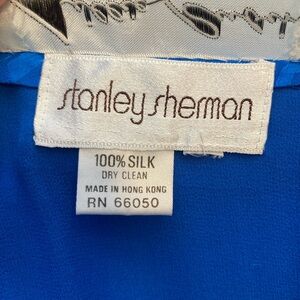 stanley sherman
100% SILK
DRY CLEAN
MADE IN HONG KONG
RN 66050